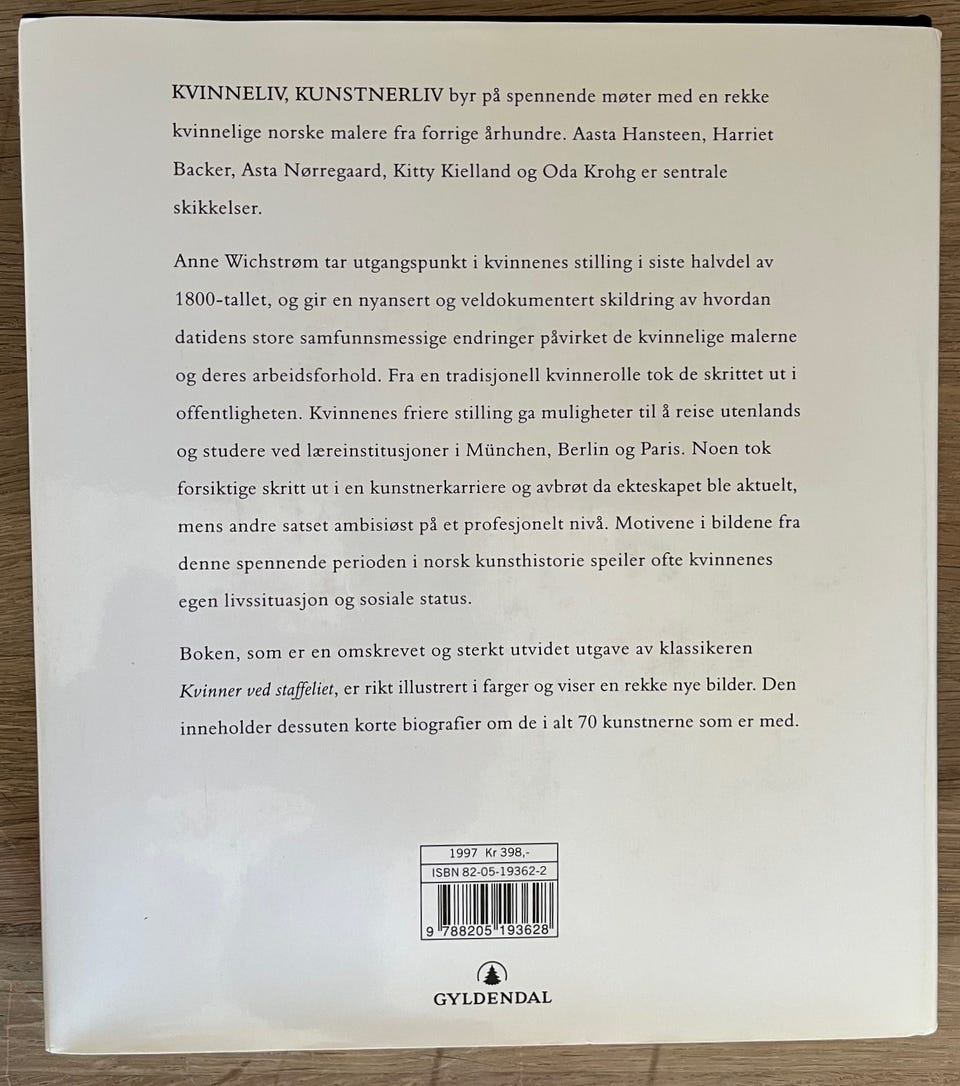 KVINNELIV, KUNSTNERLIV byr på spennende møter med en rekke
kvinnelige norske malere fra forrige århundre. Aasta Hansteen, Harriet
Backer, Asta Nørregaard, Kitty Kielland og Oda Krohg er sentrale
skikkelser.
Anne Wichstrøm tar utgangspunkt i kvinnenes stilling i siste halvdel av
1800-tallet, og gir en nyansert og veldokumentert skildring av hvordan
datidens store samfunnsmessige endringer påvirket de kvinnelige malerne
og deres arbeidsforhold. Fra en tradisjonell kvinnerolle tok de skrittet ut i
offentligheten. Kvinnenes friere stilling ga muligheter til å reise utenlands
og studere ved læreinstitusjoner i München, Berlin og Paris. Noen tok
forsiktige skritt ut i en kunstnerkarriere og avbrøt da ekteskapet ble aktuelt,
mens andre satset ambisiøst på et profesjonelt nivå. Motivene i bildene fra
denne spennende perioden i norsk kunsthistorie speiler ofte kvinnenes
egen livssituasjon og sosiale status.
Boken, som er en omskrevet og sterkt utvidet utgave av klassikeren
Kvinner ved staffeliet, er rikt illustrert i farger og viser en rekke nye bilder. Den
inneholder dessuten korte biografier om de i alt 70 kunstnerne som er med.
1997 Kr 398,-
ISBN 82-05-19362-2
9 788205 193628
GYLDENDAL